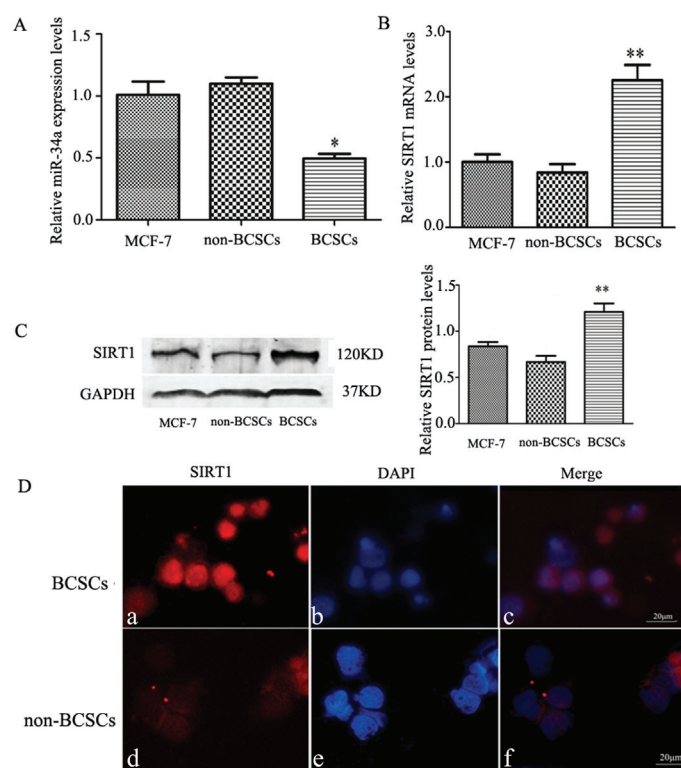 A
Relative miR-34a expression levels
1.5
1.0
0.5
0.0
*
MCF-7
non-BCSCs
BCSCs
B
Relative SIRT1 mRNA levels
3.0
2.0
1.0
0.0
**
MCF-7
non-BCSCs
BCSCs
C
SIRT1
120KD
GAPDH
37KD
MCF-7
non-BCSCs
BCSCs
Relative SIRT1 protein levels
1.5
1.0
0.5
0.0
**
MCF-7
non-BCSCs
BCSCs
D
SIRT1
DAPI
Merge
BCSCs
a
b
c
20μm
non-BCSCs
d
e
f
20μm